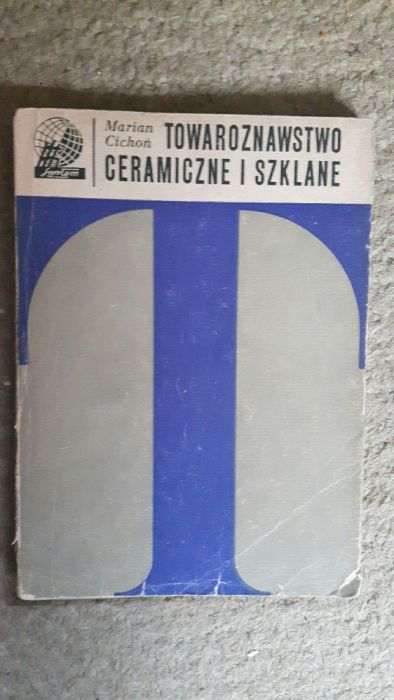 Marian
Cichoń
TOWAROZNAWSTWO
CERAMICZNE I SZKLANE
T